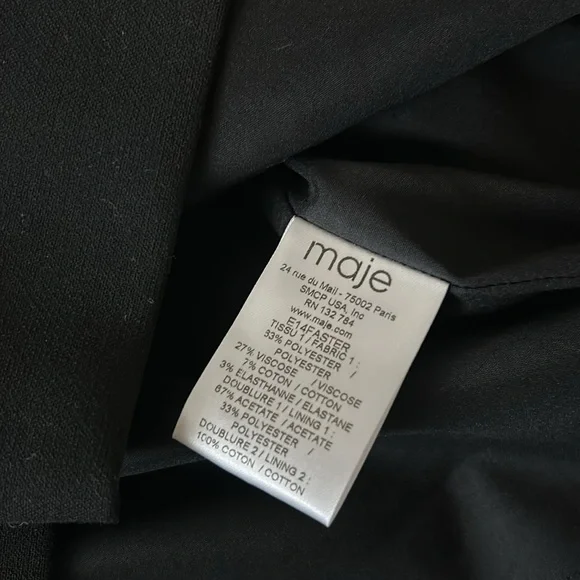 maje
24 rue du Mail - 75002 Paris
SMCP USA, Inc
RN 132 784
www.maje.com
E14FASTER
TISSU 1 / FABRIC 1 :
33% POLYESTER /
POLYESTER
27% VISCOSE / VISCOSE
7% COTON / COTTON
3% ELASTHANNE / ELASTANE
DOUBLURE 1 / LINING 1 :
67% ACETATE / ACETATE
33% POLYESTER /
POLYESTER
DOUBLURE 2 / LINING 2 :
100% COTON / COTTON